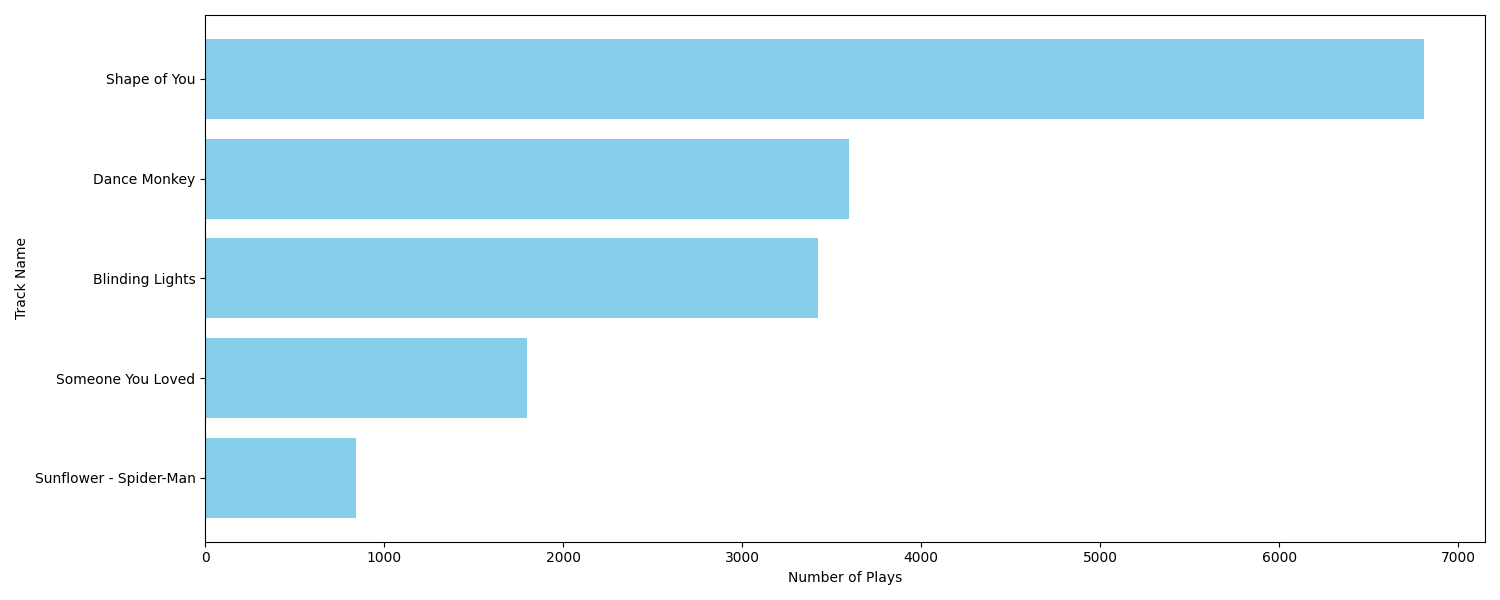 Shape of You
Dance Monkey
Blinding Lights
Someone You Loved
Sunflower - Spider-Man
Track Name
0 1000 2000 3000 4000 5000 6000 7000
Number of Plays